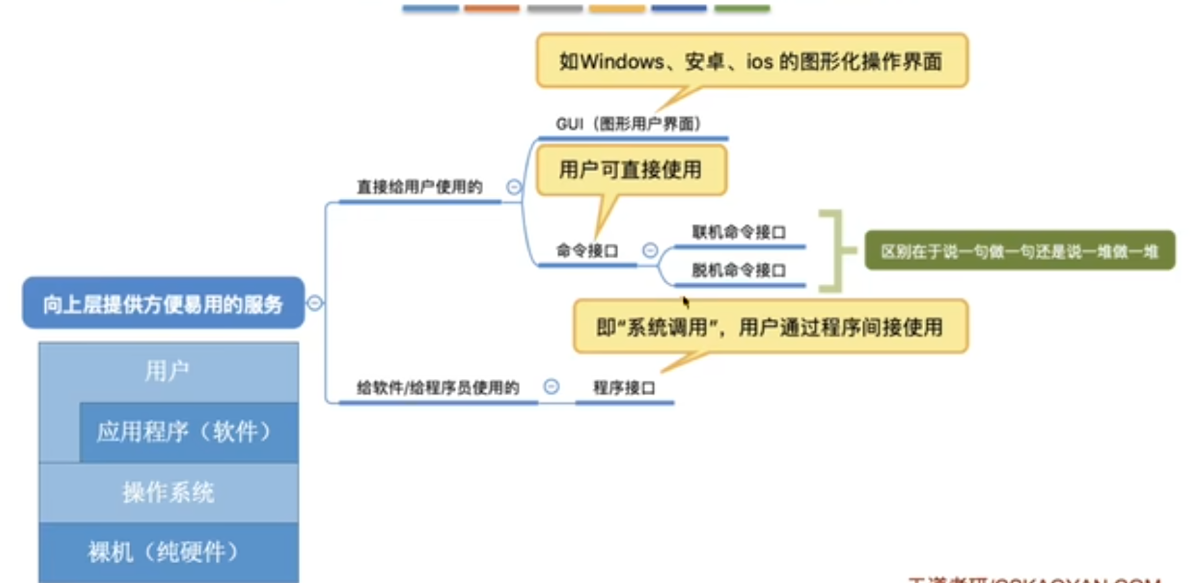 如Windows、安卓、ios 的图形化操作界面
GUI（图形用户界面）
用户可直接使用
直接给用户使用的
命令接口
联机命令接口
脱机命令接口
区别在于说一句做一句还是说一堆做一堆
向上层提供方便易用的服务
即“系统调用”，用户通过程序间接使用
给软件/给程序员使用的
程序接口
用户
应用程序（软件）
操作系统
裸机（纯硬件）